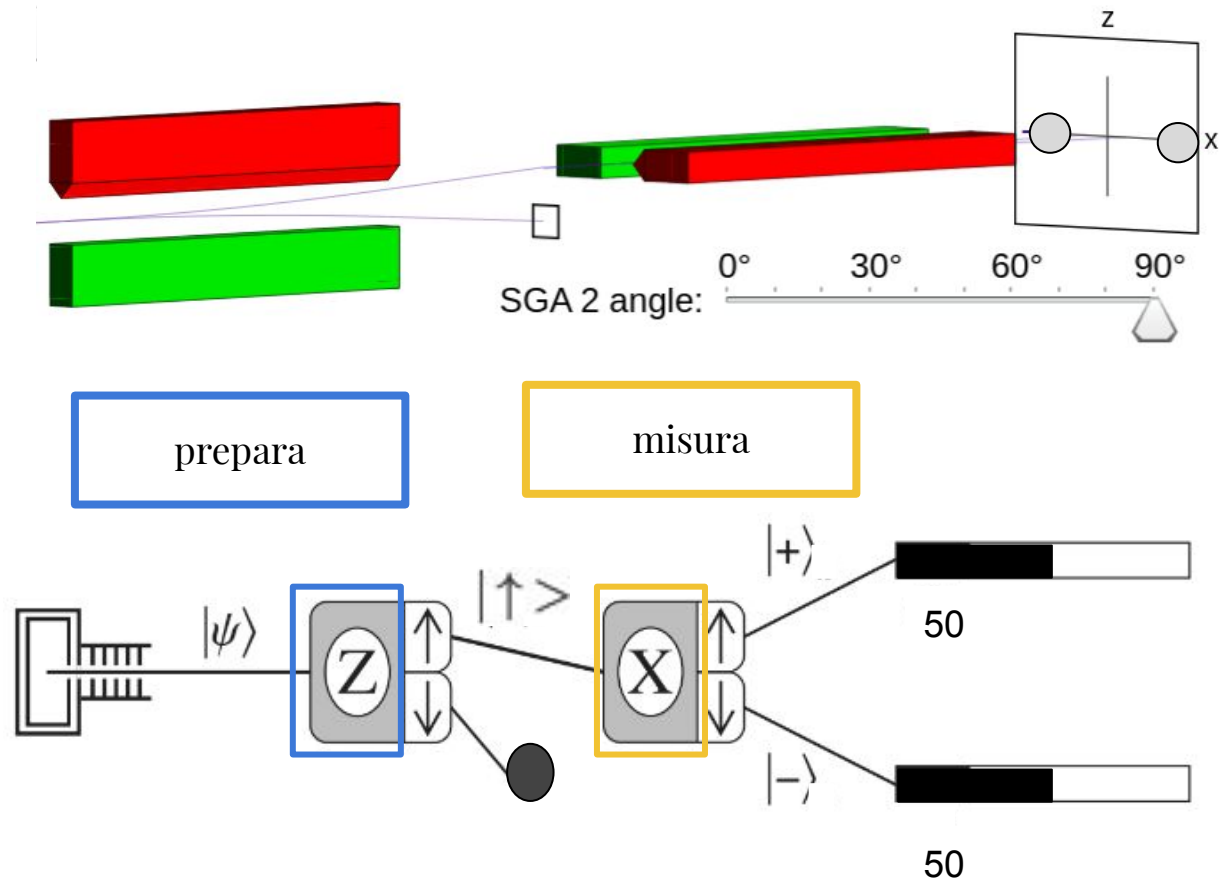 z
x
0° 30° 60° 90°
SGA 2 angle:
prepara
misura
|ψ⟩
Z
↑
↓
|↑>
X
↑
↓
|+⟩
50
|−⟩
50